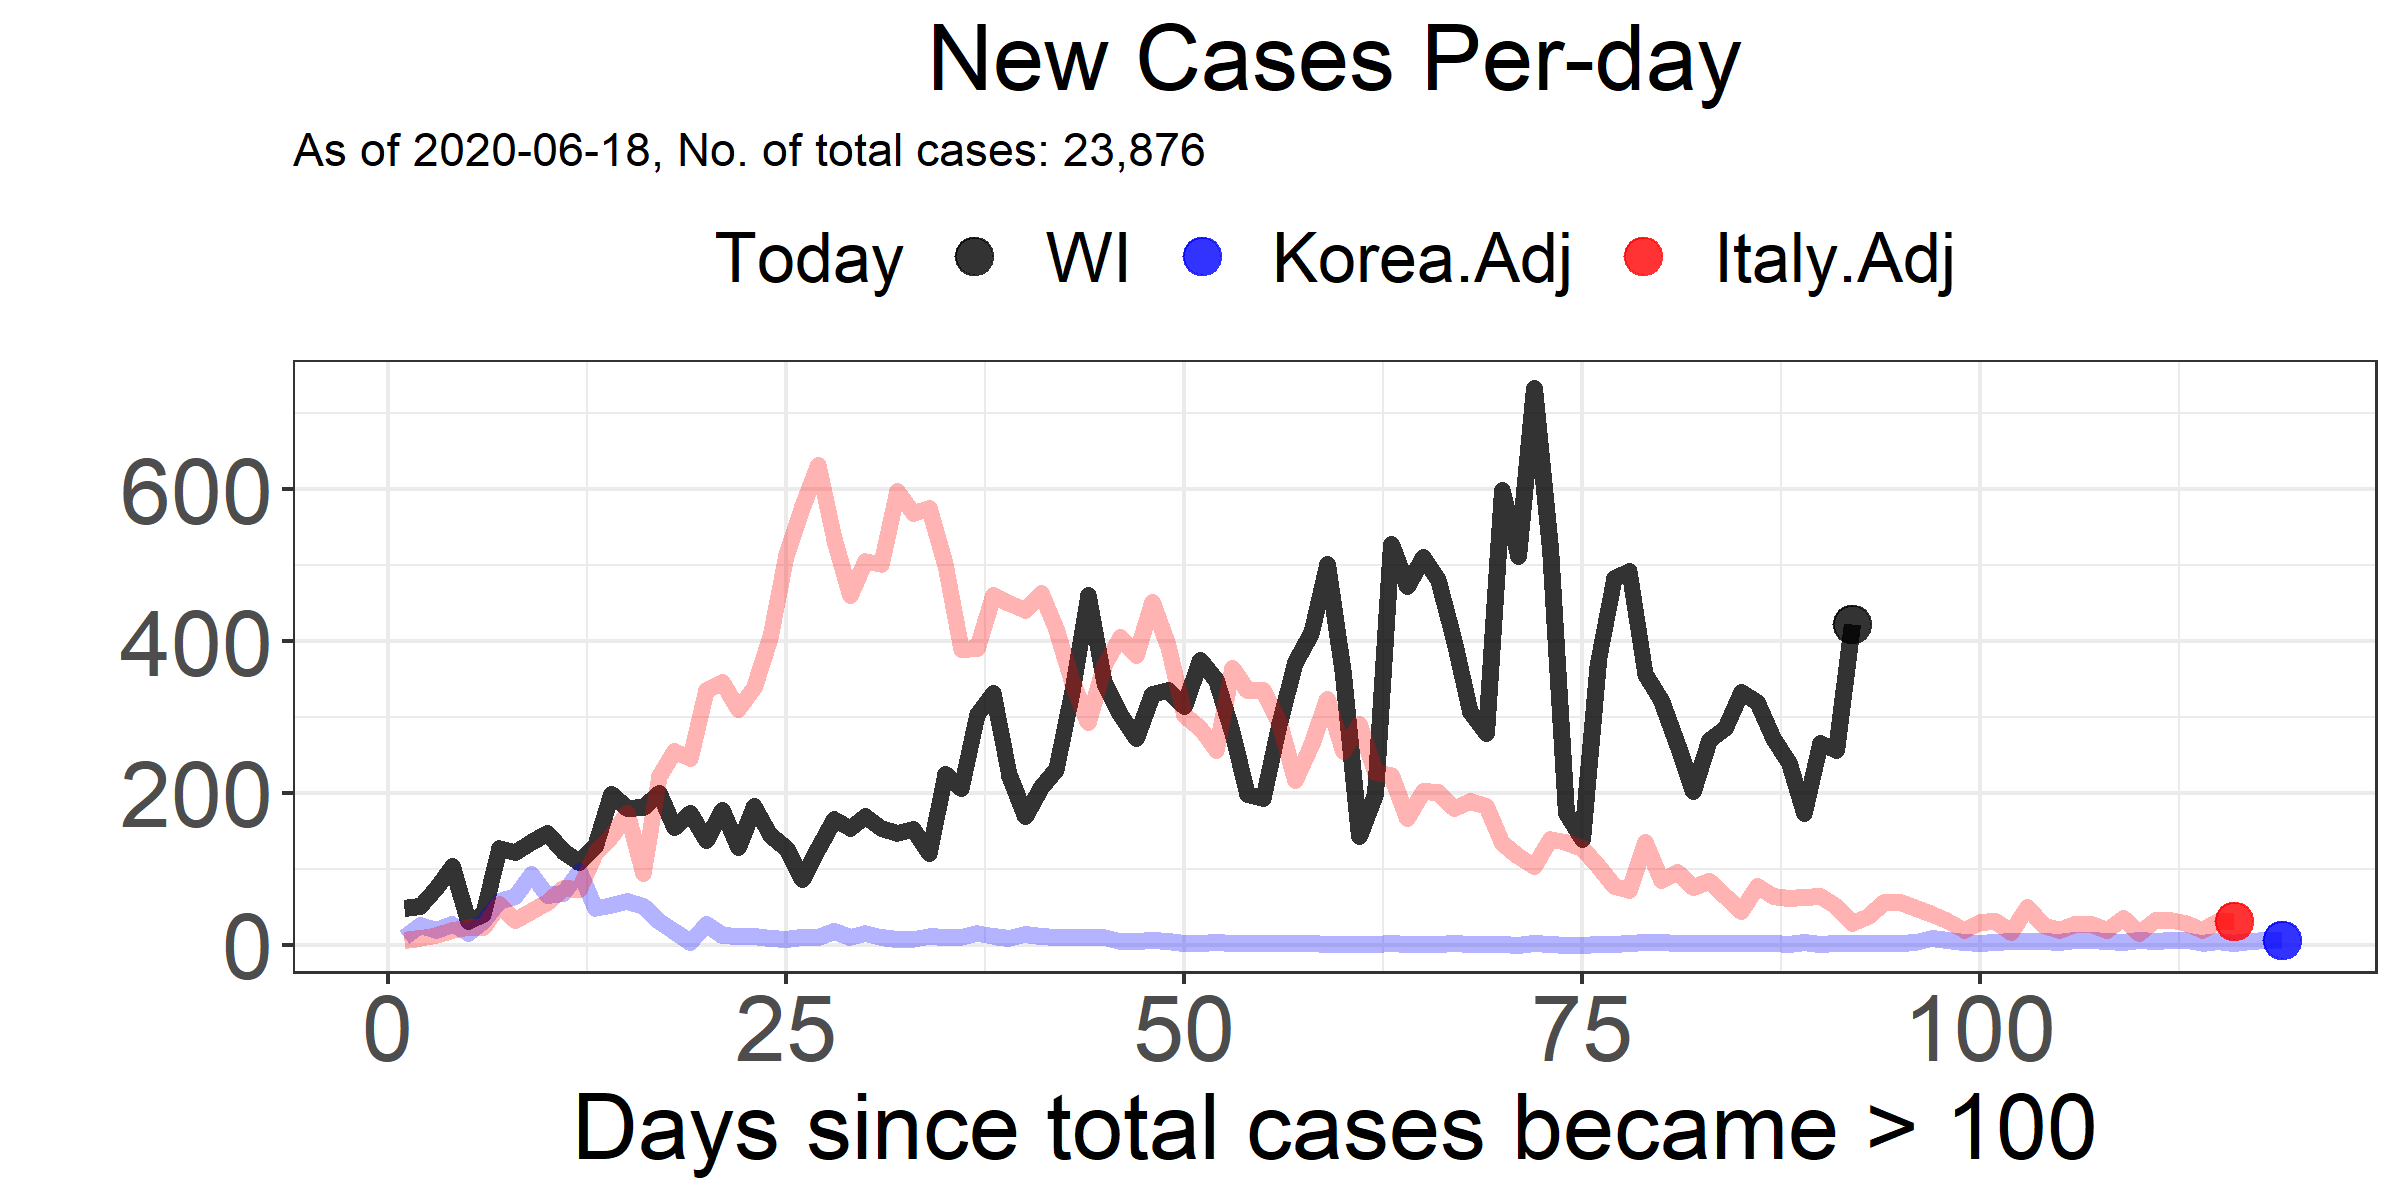 New Cases Per-day
As of 2020-06-18, No. of total cases: 23,876
Today WI Korea.Adj Italy.Adj
600
400
200
0
0 25 50 75 100
Days since total cases became > 100